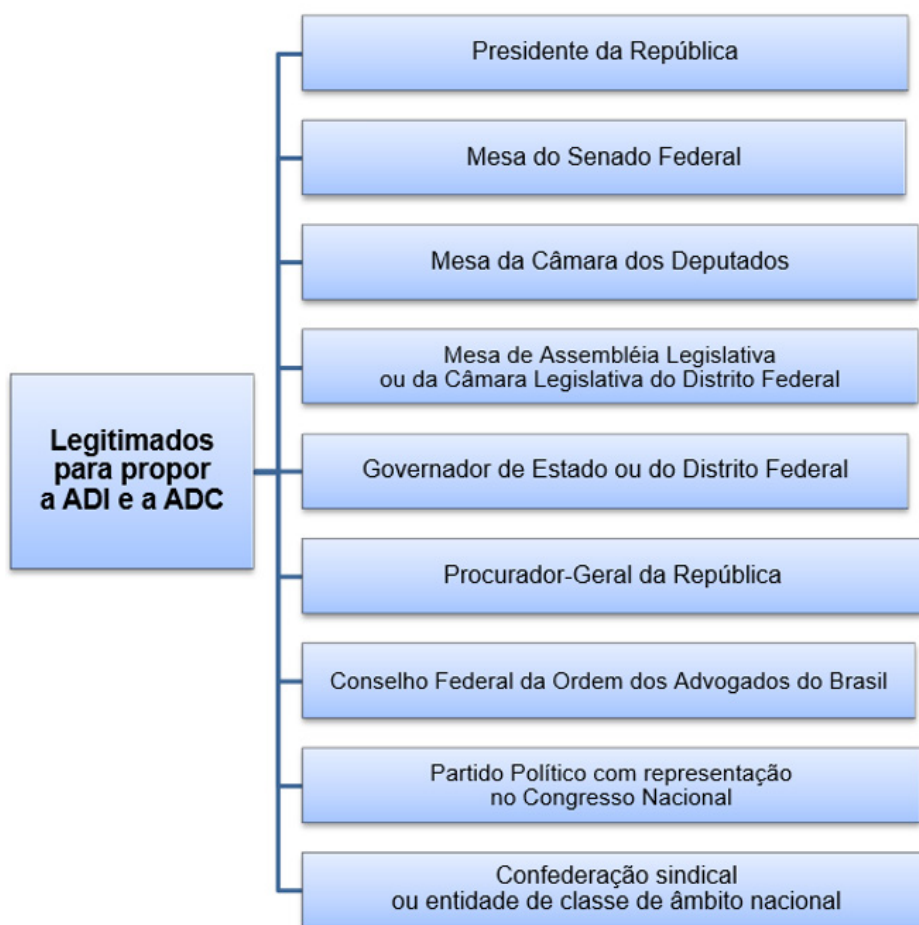 Presidente da República
Mesa do Senado Federal
Mesa da Câmara dos Deputados
Mesa de Assembléia Legislativa
ou da Câmara Legislativa do Distrito Federal
Legitimados
para propor
a ADI e a ADC
Governador de Estado ou do Distrito Federal
Procurador-Geral da República
Conselho Federal da Ordem dos Advogados do Brasil
Partido Político com representação
no Congresso Nacional
Confederação sindical
ou entidade de classe de âmbito nacional